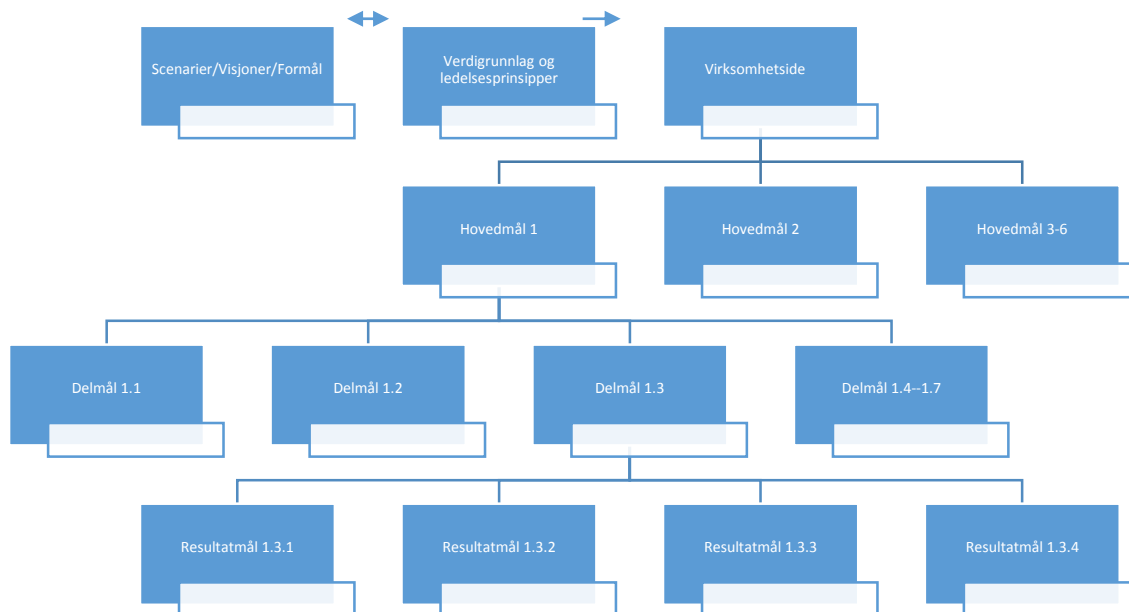 Scenarier/Visjoner/Formål
Verdigrunnlag og
ledelsesprinsipper
Virksomhetside
Hovedmål 1
Hovedmål 2
Hovedmål 3-6
Delmål 1.1
Delmål 1.2
Delmål 1.3
Delmål 1.4--1.7
Resultatmål 1.3.1
Resultatmål 1.3.2
Resultatmål 1.3.3
Resultatmål 1.3.4